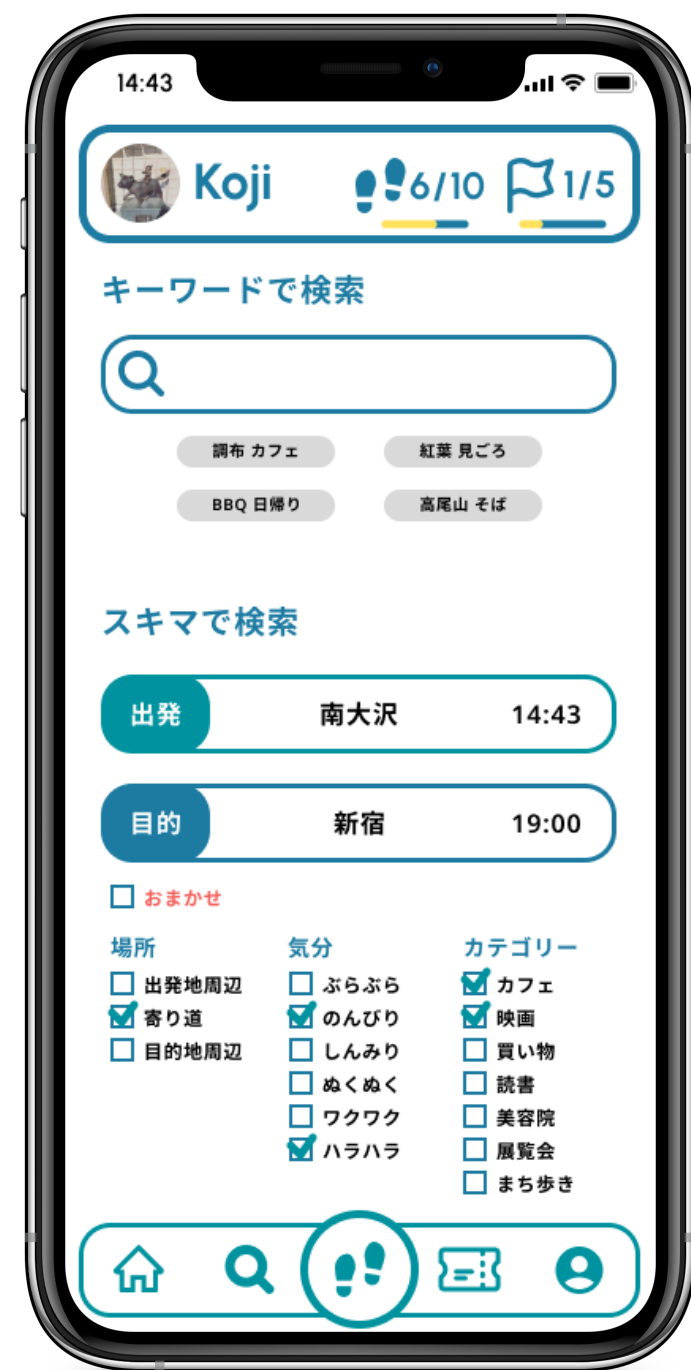 14:43
Koji 6/10 1/5
キーワードで検索
調布 カフェ 紅葉 見ごろ
BBQ 日帰り 高尾山 そば
スキマで検索
出発 南大沢 14:43
目的 新宿 19:00
おまかせ
場所 気分 カテゴリー
出発地周辺 ぶらぶら カフェ
寄り道 のんびり 映画
目的地周辺 しんみり 買い物
ぬくぬく 読書
ワクワク 美容院
ハラハラ 展覧会
まち歩き